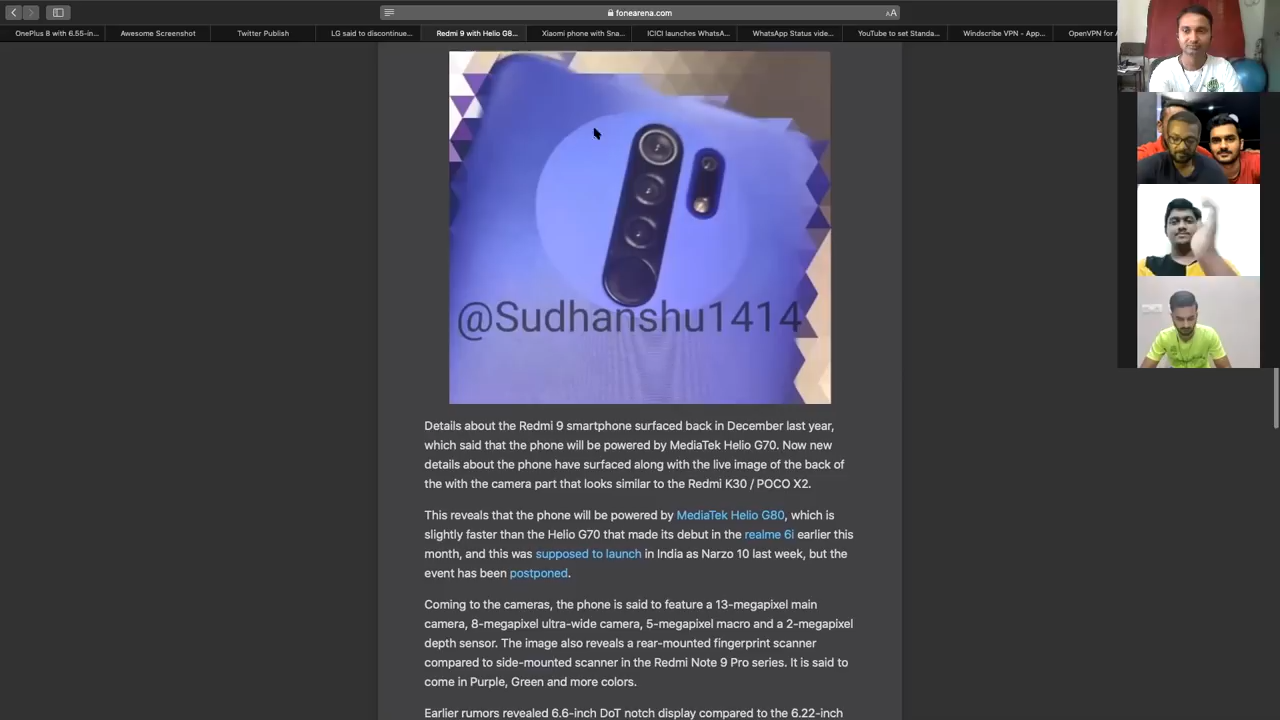 fonearena.com
OnePlus 8 with 6.55-in...
Awesome Screenshot
Twitter Publish
LG said to discontinue...
Redmi 9 with Helio G8...
Xiaomi phone with Sna...
ICICI launches WhatsA...
WhatsApp Status vide...
YouTube to set Standa...
Windscribe VPN - App...
OpenVPN for A
@Sudhanshu1414
Details about the Redmi 9 smartphone surfaced back in December last year,
which said that the phone will be powered by MediaTek Helio G70. Now new
details about the phone have surfaced along with the live image of the back of
the with the camera part that looks similar to the Redmi K30 / POCO X2.
This reveals that the phone will be powered by MediaTek Helio G80, which is
slightly faster than the Helio G70 that made its debut in the realme 6i earlier this
month, and this was supposed to launch in India as Narzo 10 last week, but the
event has been postponed.
Coming to the cameras, the phone is said to feature a 13-megapixel main
camera, 8-megapixel ultra-wide camera, 5-megapixel macro and a 2-megapixel
depth sensor. The image also reveals a rear-mounted fingerprint scanner
compared to side-mounted scanner in the Redmi Note 9 Pro series. It is said to
come in Purple, Green and more colors.
Earlier rumors revealed 6.6-inch DoT notch display compared to the 6.22-inch